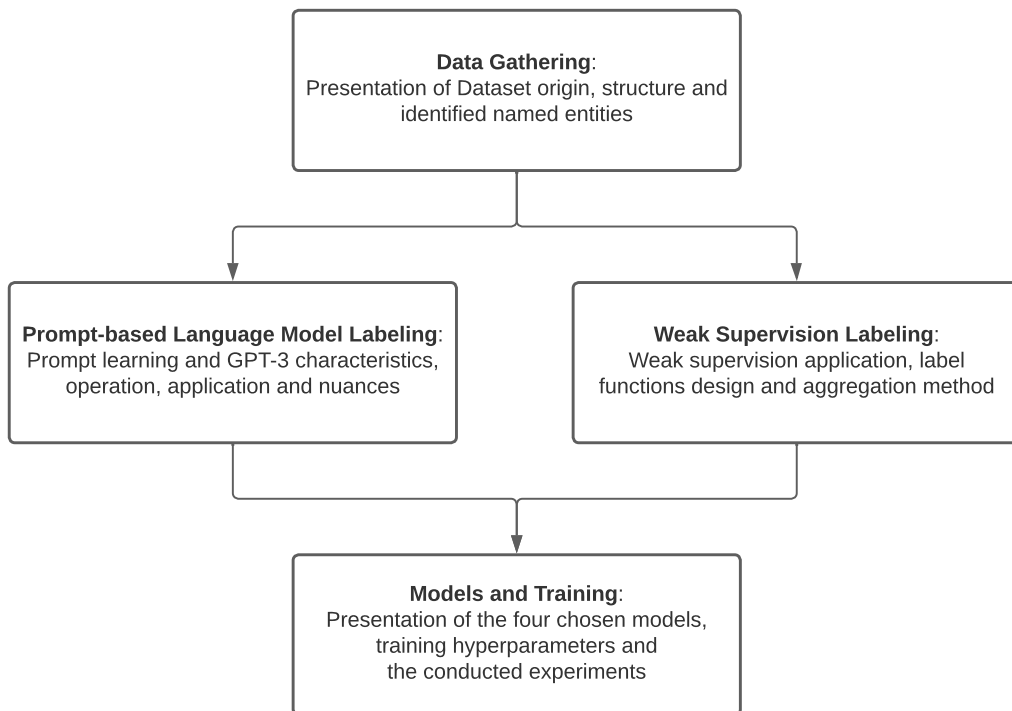 Data Gathering:
Presentation of Dataset origin, structure and
identified named entities
Prompt-based Language Model Labeling:
Prompt learning and GPT-3 characteristics,
operation, application and nuances
Weak Supervision Labeling:
Weak supervision application, label
functions design and aggregation method
Models and Training:
Presentation of the four chosen models,
training hyperparameters and
the conducted experiments